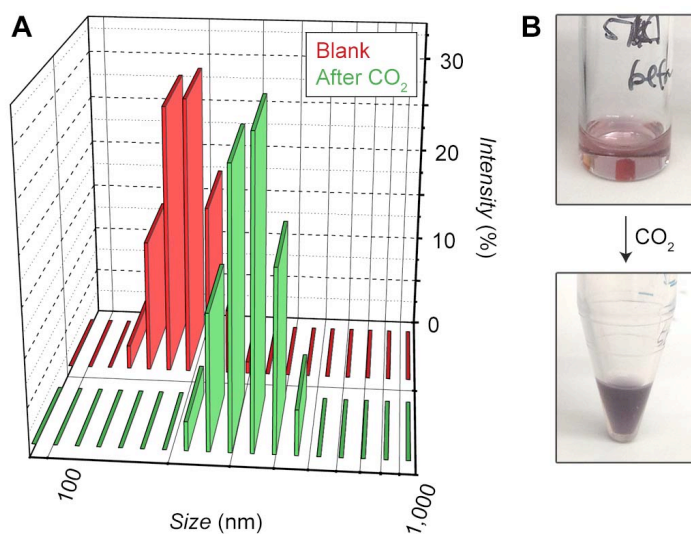 A
B
Blank
After CO₂
30
20
10
0
Intensity (%)
100
1,000
Size (nm)
CO₂